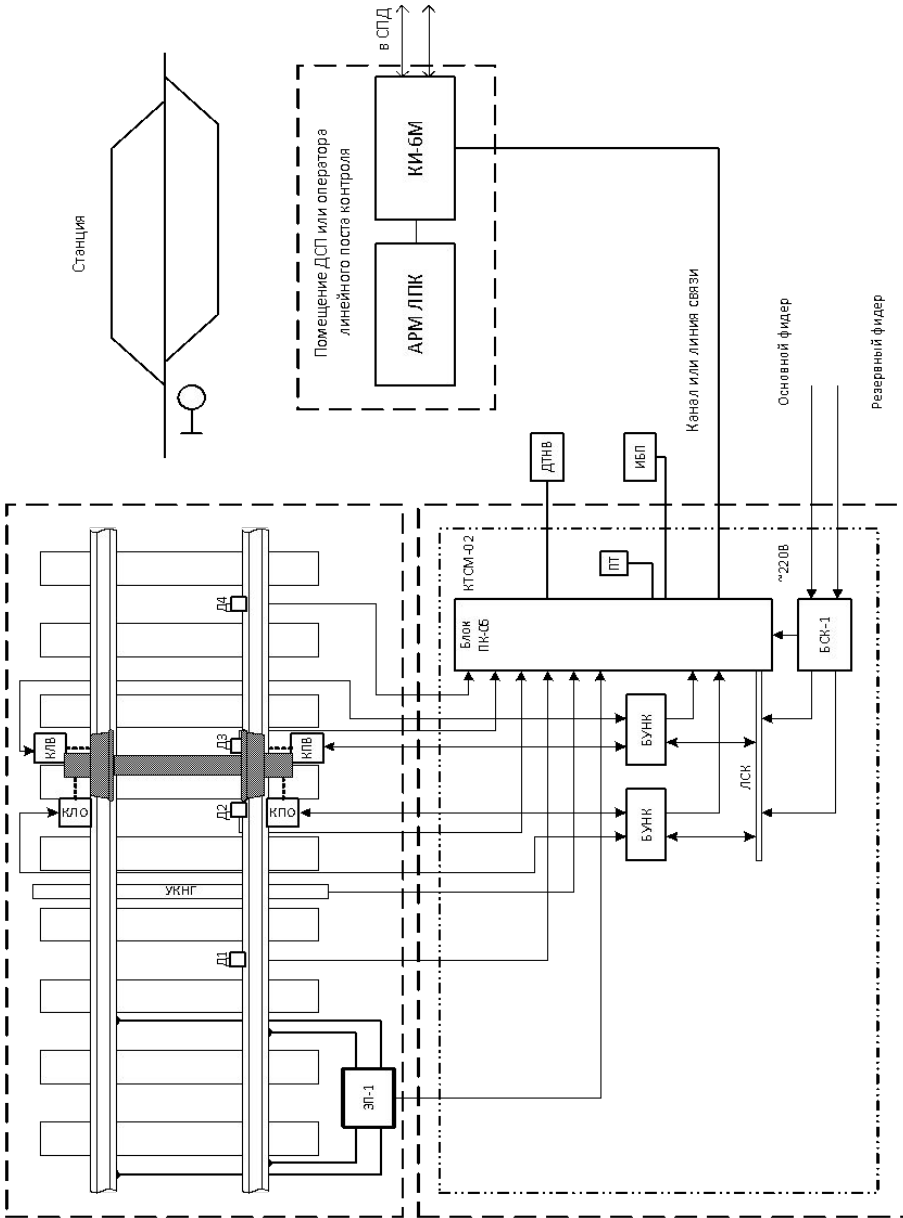 Станция
в СПД
Помещение ДСП или оператора
линейного поста контроля
КИ-6М
АРМ ЛПК
Канал или линия связи
Основной фидер
Резервный фидер
КЛВ
КЛО
Д4
Д3
КПВ
Д2
КПО
УКНГ
Д1
ЭП-1
КТСМ-02
ДТНВ
ИБП
ПТ
Блок
ПК-05
~220В
БСК-1
БУНК
БУНК
ЛСК